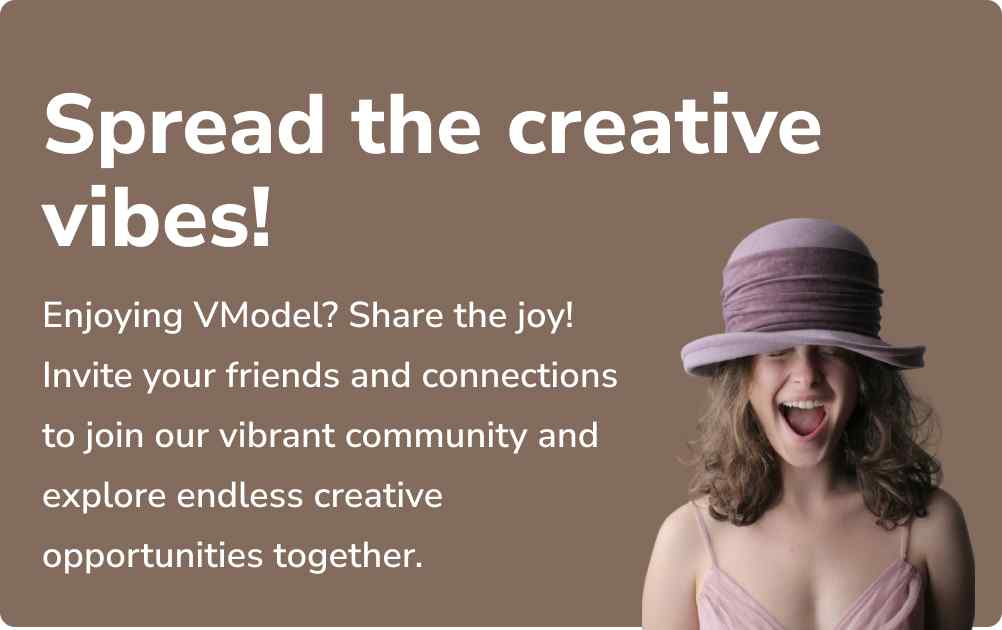 Spread the creative
vibes!
Enjoying VModel? Share the joy!
Invite your friends and connections
to join our vibrant community and
explore endless creative
opportunities together.